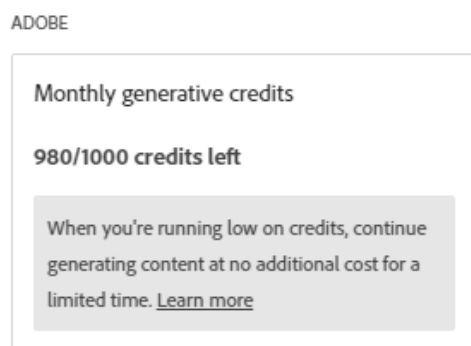 ADOBE
Monthly generative credits
980/1000 credits left
When you're running low on credits, continue
generating content at no additional cost for a
limited time. Learn more